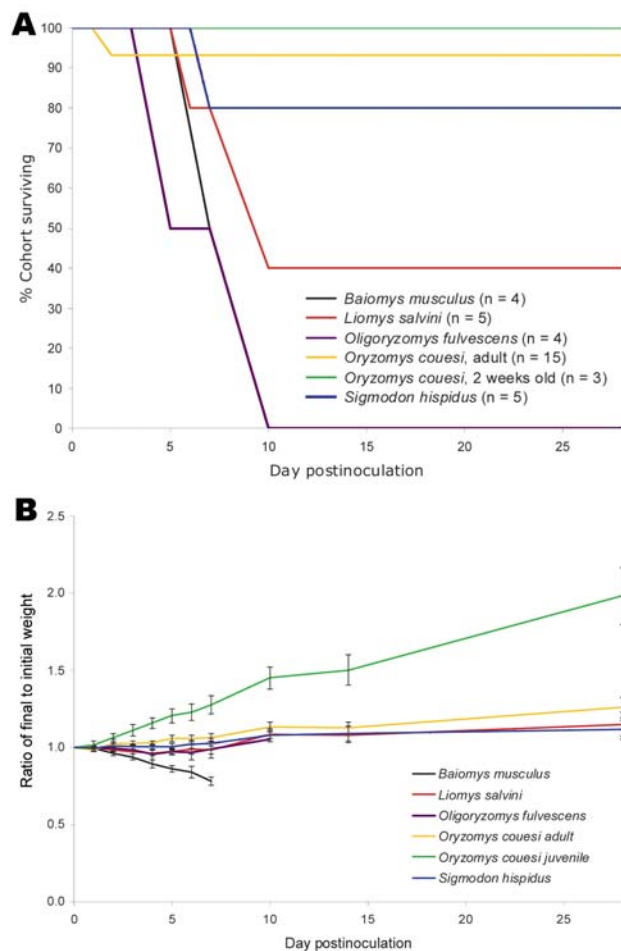 A
% Cohort surviving
100
90
80
70
60
50
40
30
20
10
0
Baiomys musculus (n = 4)
Liomys salvini (n = 5)
Oligoryzomys fulvescens (n = 4)
Oryzomys couesi, adult (n = 15)
Oryzomys couesi, 2 weeks old (n = 3)
Sigmodon hispidus (n = 5)
0 5 10 15 20 25
Day postinoculation
B
Ratio of final to initial weight
2.5
2.0
1.5
1.0
0.5
0.0
Baiomys musculus
Liomys salvini
Oligoryzomys fulvescens
Oryzomys couesi adult
Oryzomys couesi juvenile
Sigmodon hispidus
0 5 10 15 20 25
Day postinoculation